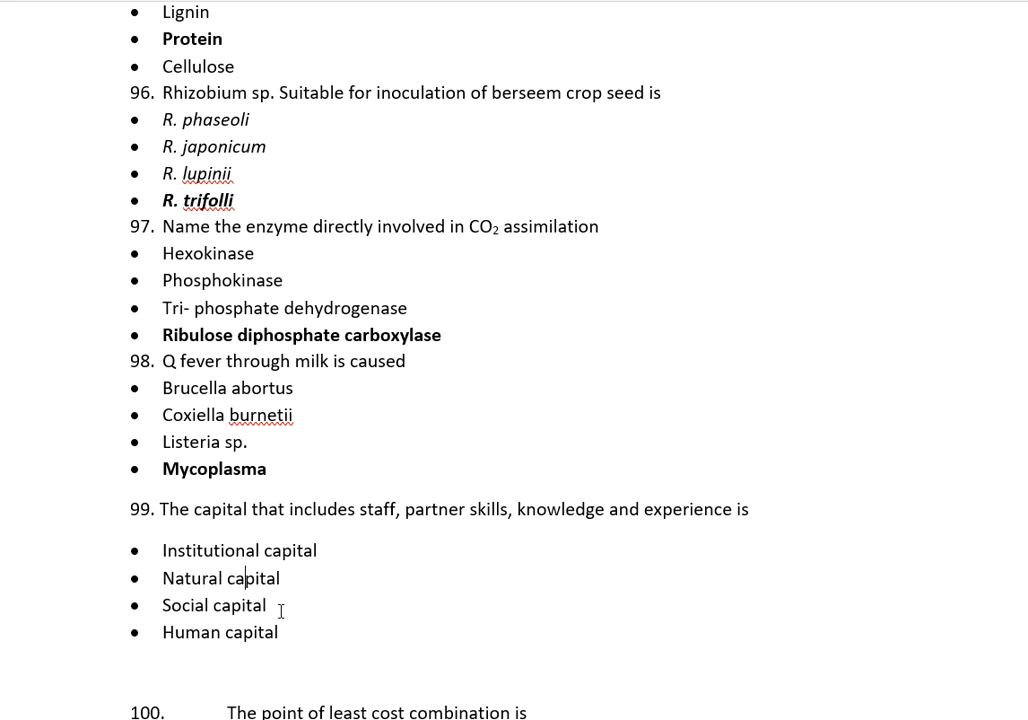 • Lignin
• Protein
• Cellulose
96. Rhizobium sp. Suitable for inoculation of berseem crop seed is
• R. phaseoli
• R. japonicum
• R. lupinii
• R. trifolli
97. Name the enzyme directly involved in CO₂ assimilation
• Hexokinase
• Phosphokinase
• Tri- phosphate dehydrogenase
• Ribulose diphosphate carboxylase
98. Q fever through milk is caused
• Brucella abortus
• Coxiella burnetii
• Listeria sp.
• Mycoplasma
99. The capital that includes staff, partner skills, knowledge and experience is
• Institutional capital
• Natural capital
• Social capital
• Human capital
100. The point of least cost combination is